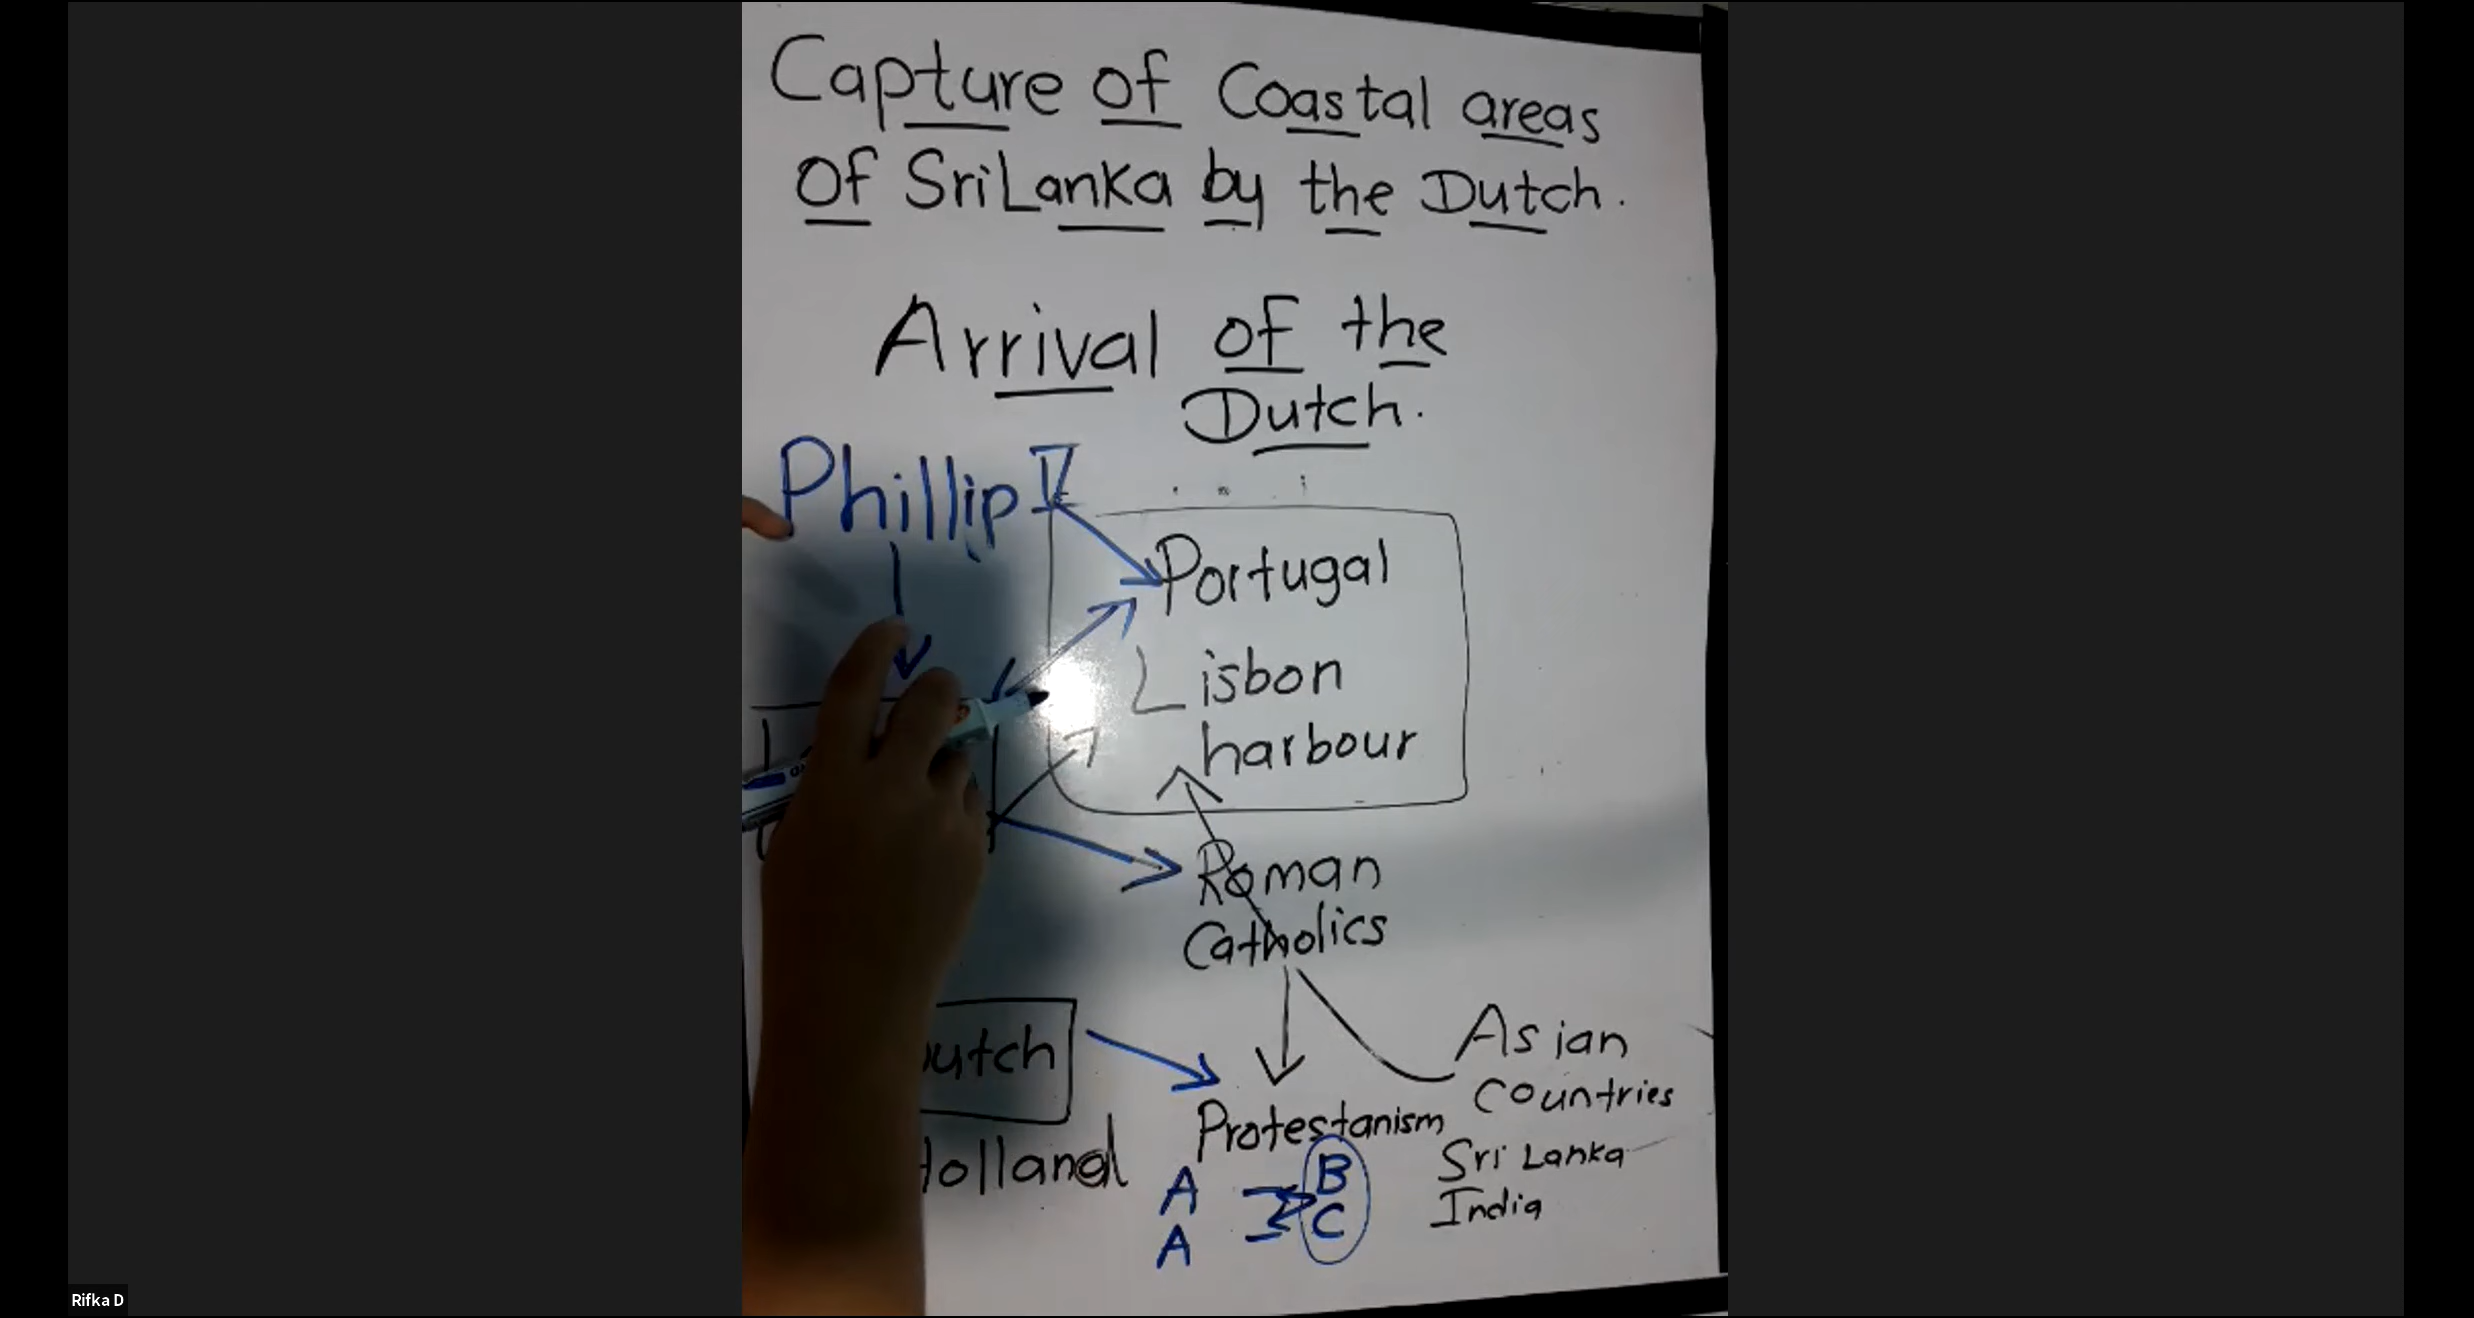 Capture of Coastal areas
Of SriLanka by the Dutch.
Arrival of the
Dutch.
Phillip
Portugal
Lisbon
harbour
Roman
Catholics
utch
Holland
Protestanism
Asian
Countries
Sri Lanka
India
A
B
C
A
Rifka D